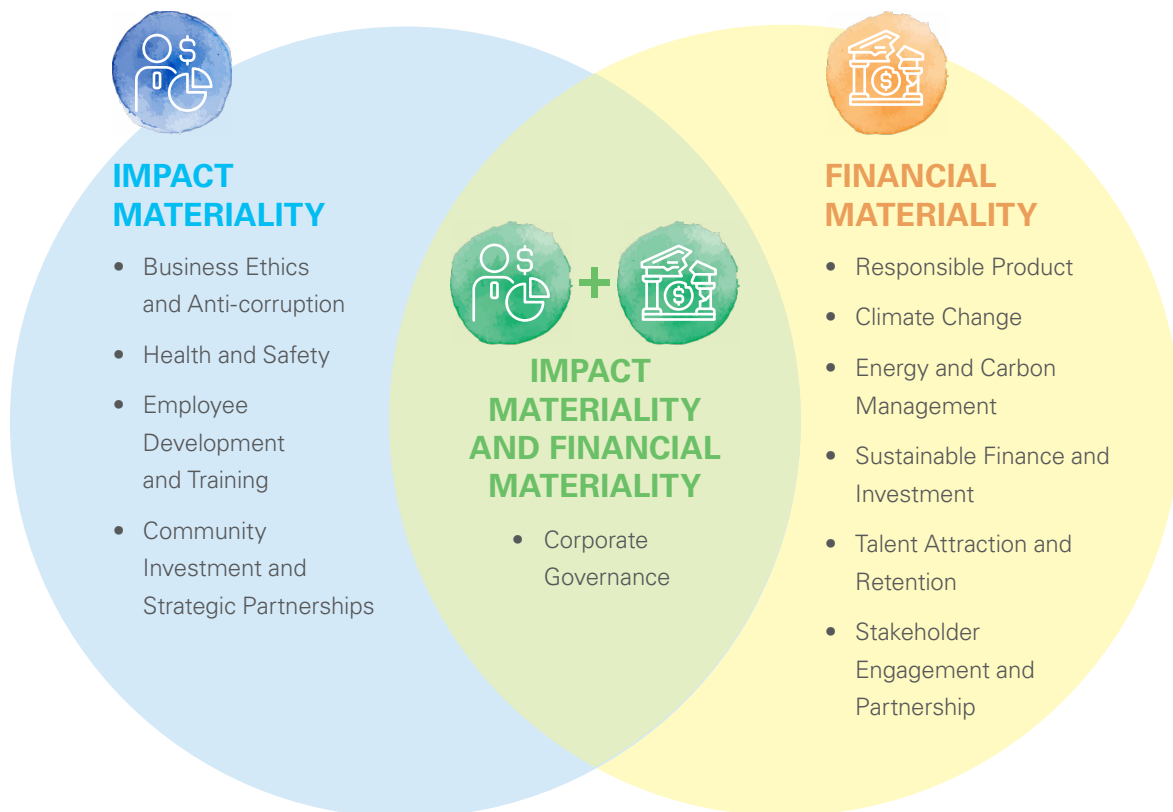 IMPACT
MATERIALITY
• Business Ethics
and Anti-corruption
• Health and Safety
• Employee
Development
and Training
• Community
Investment and
Strategic Partnerships
$
$
+
$
IMPACT
MATERIALITY
AND FINANCIAL
MATERIALITY
• Corporate
Governance
$
FINANCIAL
MATERIALITY
• Responsible Product
• Climate Change
• Energy and Carbon
Management
• Sustainable Finance and
Investment
• Talent Attraction and
Retention
• Stakeholder
Engagement and
Partnership